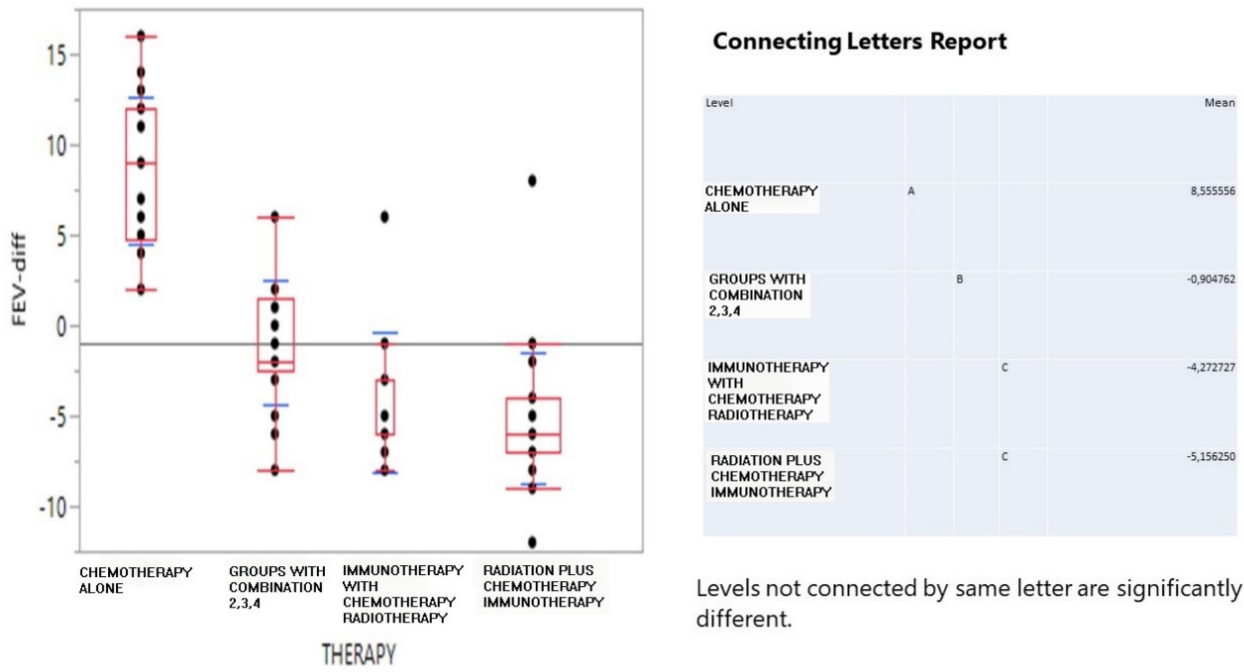 15
10
5
0
-5
-10
FEV-diff
CHEMOTHERAPY
ALONE
GROUPS WITH
COMBINATION
2,3,4
IMMUNOTHERAPY
WITH
CHEMOTHERAPY
RADIOTHERAPY
RADIATION PLUS
CHEMOTHERAPY
IMMUNOTHERAPY
THERAPY
Connecting Letters Report
Level Mean
CHEMOTHERAPY A 8,555556
ALONE
GROUPS WITH B -0,904762
COMBINATION
2,3,4
IMMUNOTHERAPY C -4,272727
WITH
CHEMOTHERAPY
RADIOTHERAPY
RADIATION PLUS C -5,156250
CHEMOTHERAPY
IMMUNOTHERAPY
Levels not connected by same letter are significantly
different.